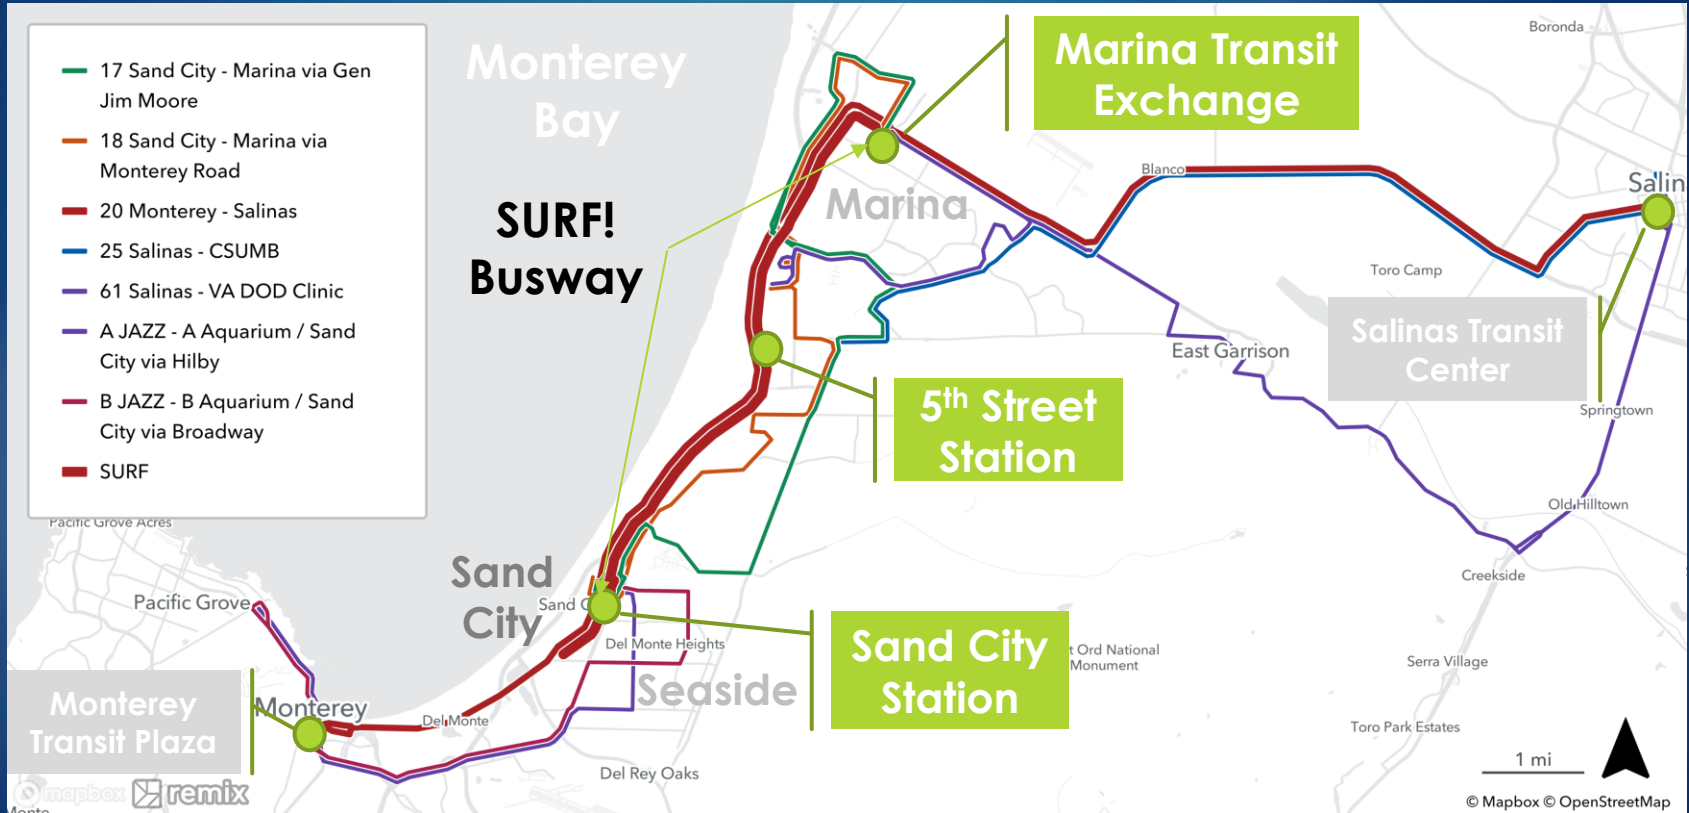 17 Sand City - Marina via Gen
Jim Moore
18 Sand City - Marina via
Monterey Road
20 Monterey - Salinas
25 Salinas - CSUMB
61 Salinas - VA DOD Clinic
A JAZZ - A Aquarium / Sand
City via Hilby
B JAZZ - B Aquarium / Sand
City via Broadway
SURF
Monterey
Bay
SURF!
Busway
Marina Transit
Exchange
Boronda
Marina
Blanco
Salin
Toro Camp
Salinas Transit
Center
East Garrison
Springtown
5th Street
Station
Old Hilltown
Creekside
Pacific Grove Acres
Pacific Grove
Sand
City
Sand C
Del Monte Heights
Seaside
Sand City
Station
t Ord National
Monument
Serra Village
Monterey
Transit Plaza
Monterey
Del Monte
Toro Park Estates
Del Rey Oaks
1 mi
mapbox
remix
© Mapbox © OpenStreetMap